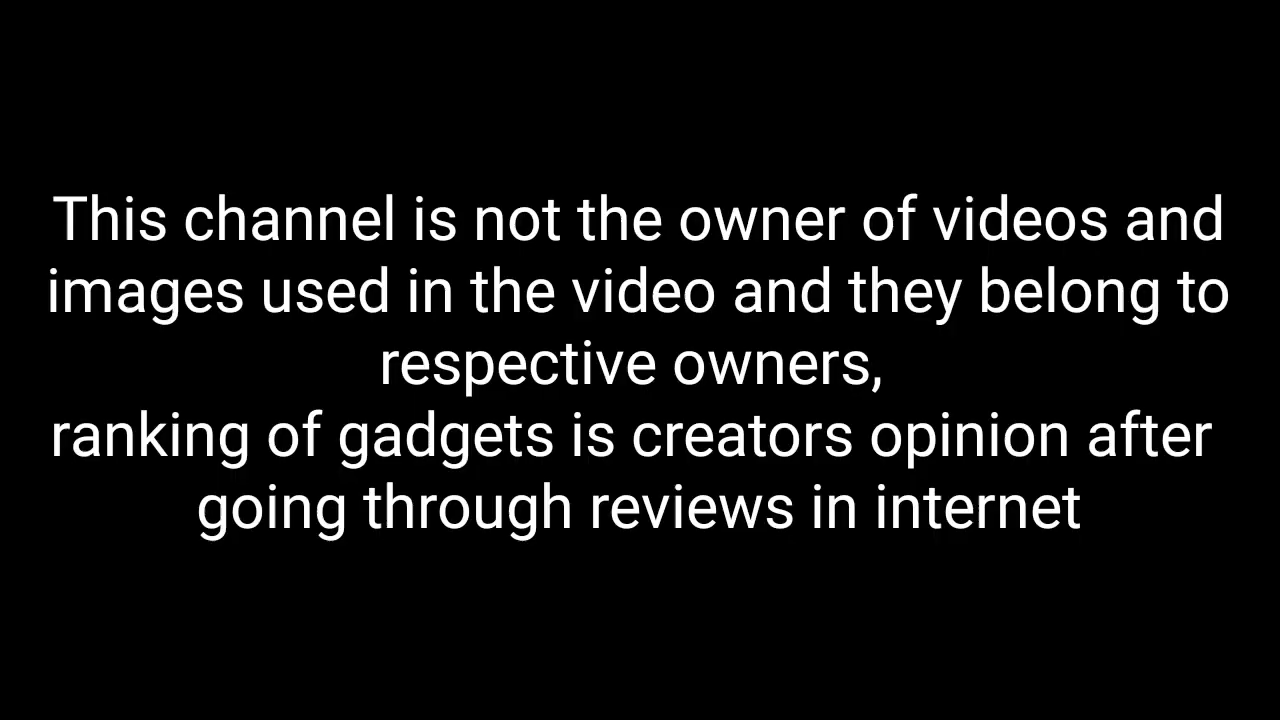 This channel is not the owner of videos and
images used in the video and they belong to
respective owners,
ranking of gadgets is creators opinion after
going through reviews in internet